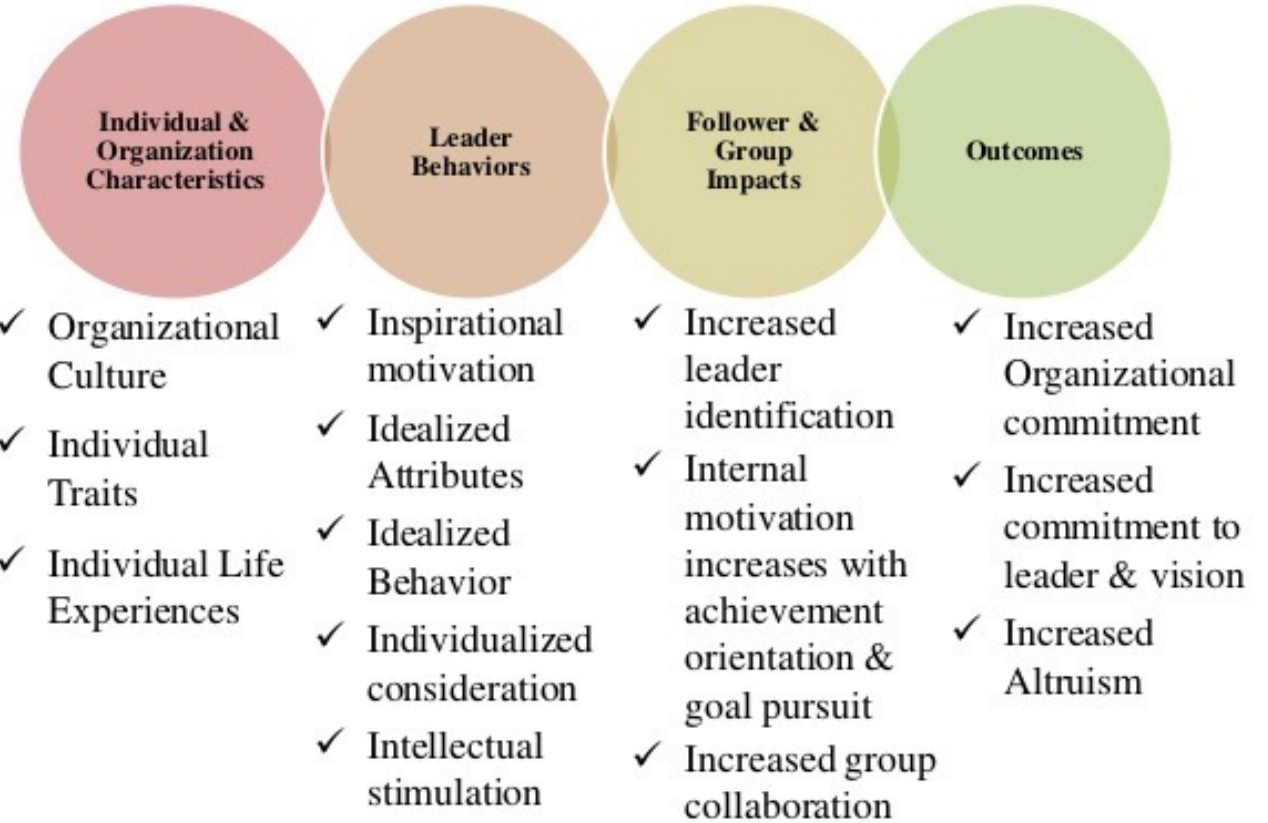 Individual &
Organization
Characteristics
Leader
Behaviors
Follower &
Group
Impacts
Outcomes
✓ Organizational
Culture
✓ Individual
Traits
✓ Individual Life
Experiences
✓ Inspirational
motivation
✓ Idealized
Attributes
✓ Idealized
Behavior
✓ Individualized
consideration
✓ Intellectual
stimulation
✓ Increased
leader
identification
✓ Internal
motivation
increases with
achievement
orientation &
goal pursuit
✓ Increased group
collaboration
✓ Increased
Organizational
commitment
✓ Increased
commitment to
leader & vision
✓ Increased
Altruism